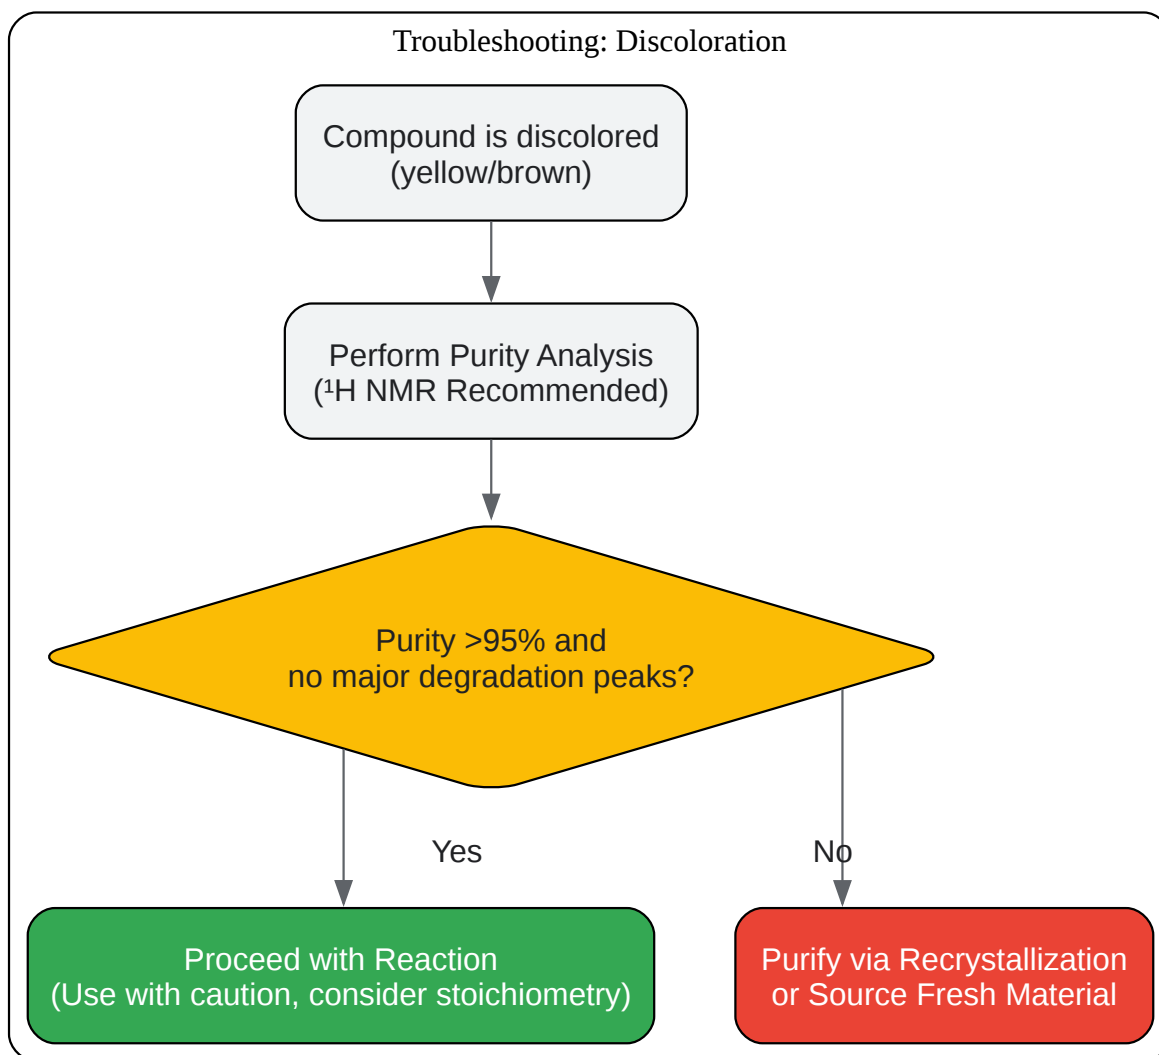 Troubleshooting: Discoloration
Compound is discolored
(yellow/brown)
Perform Purity Analysis
(¹H NMR Recommended)
Purity >95% and
no major degradation peaks?
Yes
No
Proceed with Reaction
(Use with caution, consider stoichiometry)
Purify via Recrystallization
or Source Fresh Material